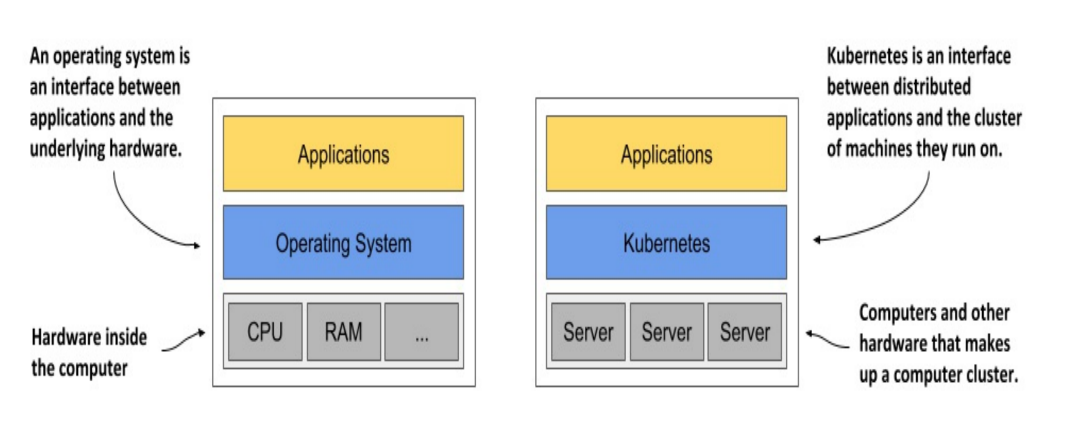 An operating system is
an interface between
applications and the
underlying hardware.
Hardware inside
the computer
Applications
Operating System
CPU RAM ...
Applications
Kubernetes
Server Server Server
Kubernetes is an interface
between distributed
applications and the cluster
of machines they run on.
Computers and other
hardware that makes
up a computer cluster.